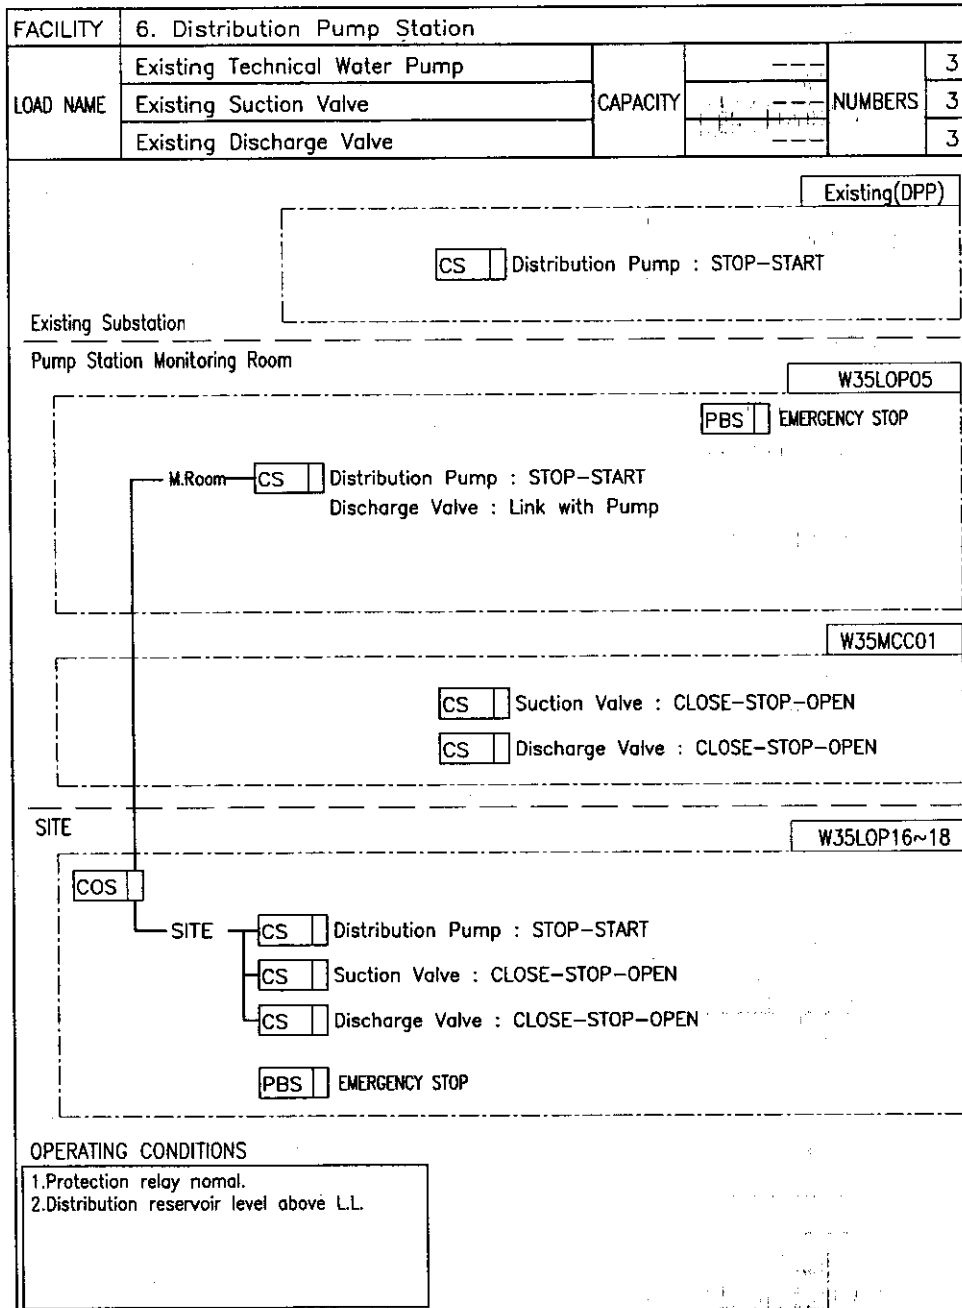 FACILITY 6. Distribution Pump Station
Existing Technical Water Pump --- 3
LOAD NAME Existing Suction Valve CAPACITY --- NUMBERS 3
Existing Discharge Valve --- 3
Existing(DPP)
CS Distribution Pump : STOP-START
Existing Substation
Pump Station Monitoring Room
W35LOP05
PBS EMERGENCY STOP
M.Room CS Distribution Pump : STOP-START
Discharge Valve : Link with Pump
W35MCC01
CS Suction Valve : CLOSE-STOP-OPEN
CS Discharge Valve : CLOSE-STOP-OPEN
SITE
W35LOP16~18
COS
SITE CS Distribution Pump : STOP-START
CS Suction Valve : CLOSE-STOP-OPEN
CS Discharge Valve : CLOSE-STOP-OPEN
PBS EMERGENCY STOP
OPERATING CONDITIONS
1.Protection relay nomal.
2.Distribution reservoir level above L.L.